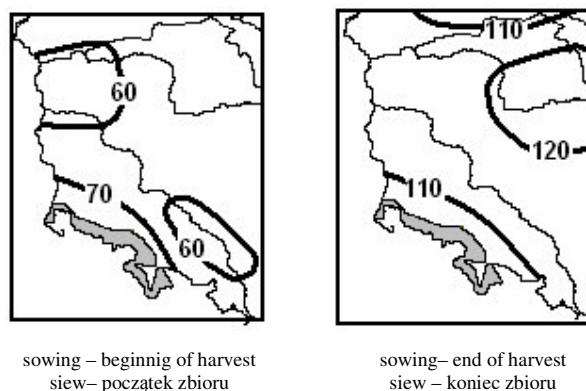 60
70
60
110
120
110
sowing – beginnig of harvest
siew– początek zbioru
sowing– end of harvest
siew – koniec zbioru